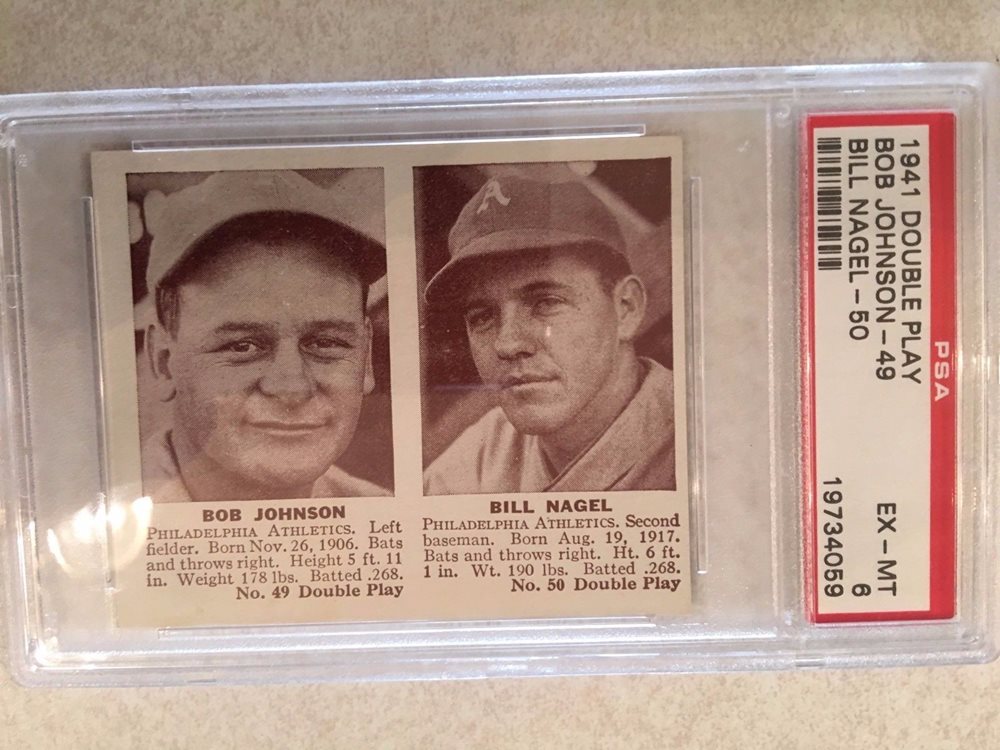 BOB JOHNSON
PHILADELPHIA ATHLETICS. Left
fielder. Born Nov. 26, 1906. Bats
and throws right. Height 5 ft. 11
in. Weight 178 lbs. Batted .268.
No. 49 Double Play
A
BILL NAGEL
PHILADELPHIA ATHLETICS. Second
baseman. Born Aug. 19, 1917.
Bats and throws right. Ht. 6 ft.
1 in. Wt. 190 lbs. Batted .268.
No. 50 Double Play
PSA
1941 DOUBLE PLAY
BOB JOHNSON-49
EX-MT
BILL NAGEL-50
6
19734059